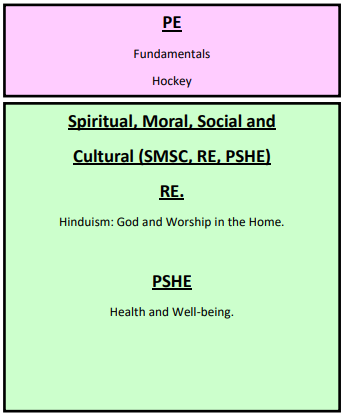 PE
Fundamentals
Hockey
Spiritual, Moral, Social and
Cultural (SMSC, RE, PSHE)
RE.
Hinduism: God and Worship in the Home.
PSHE
Health and Well-being.